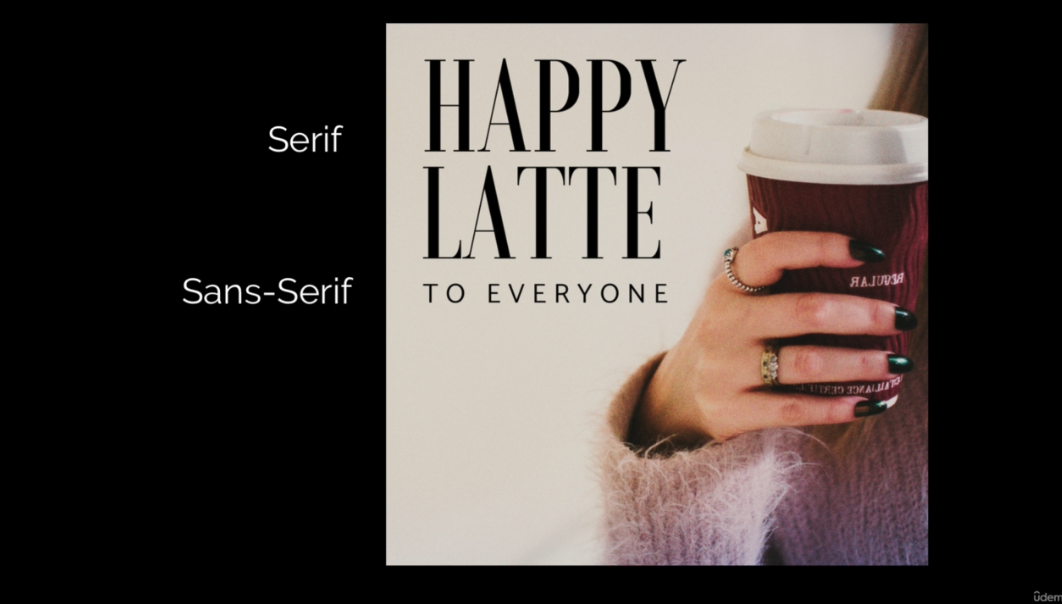 Serif
HAPPY
LATTE
Sans-Serif
TO EVERYONE
REGULAR